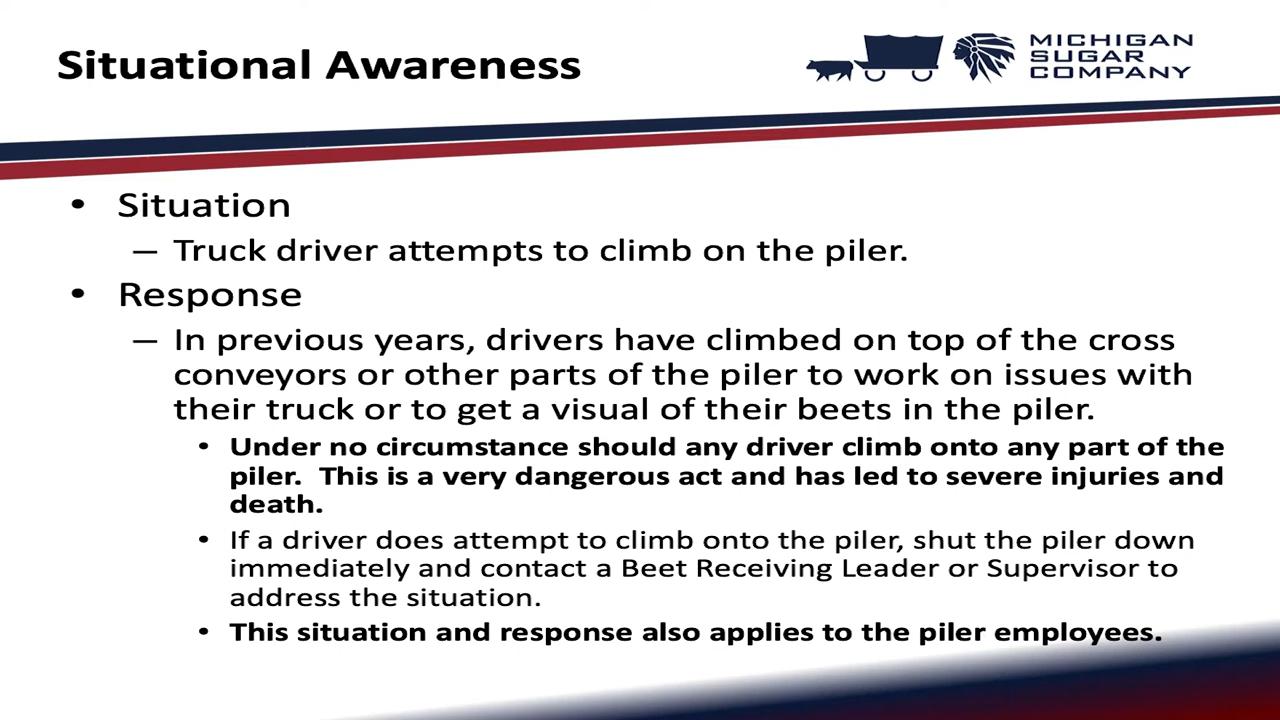 Situational Awareness
MICHIGAN
SUGAR
COMPANY
• Situation
– Truck driver attempts to climb on the piler.
• Response
– In previous years, drivers have climbed on top of the cross
conveyors or other parts of the piler to work on issues with
their truck or to get a visual of their beets in the piler.
• Under no circumstance should any driver climb onto any part of the
piler.  This is a very dangerous act and has led to severe injuries and
death.
• If a driver does attempt to climb onto the piler, shut the piler down
immediately and contact a Beet Receiving Leader or Supervisor to
address the situation.
• This situation and response also applies to the piler employees.